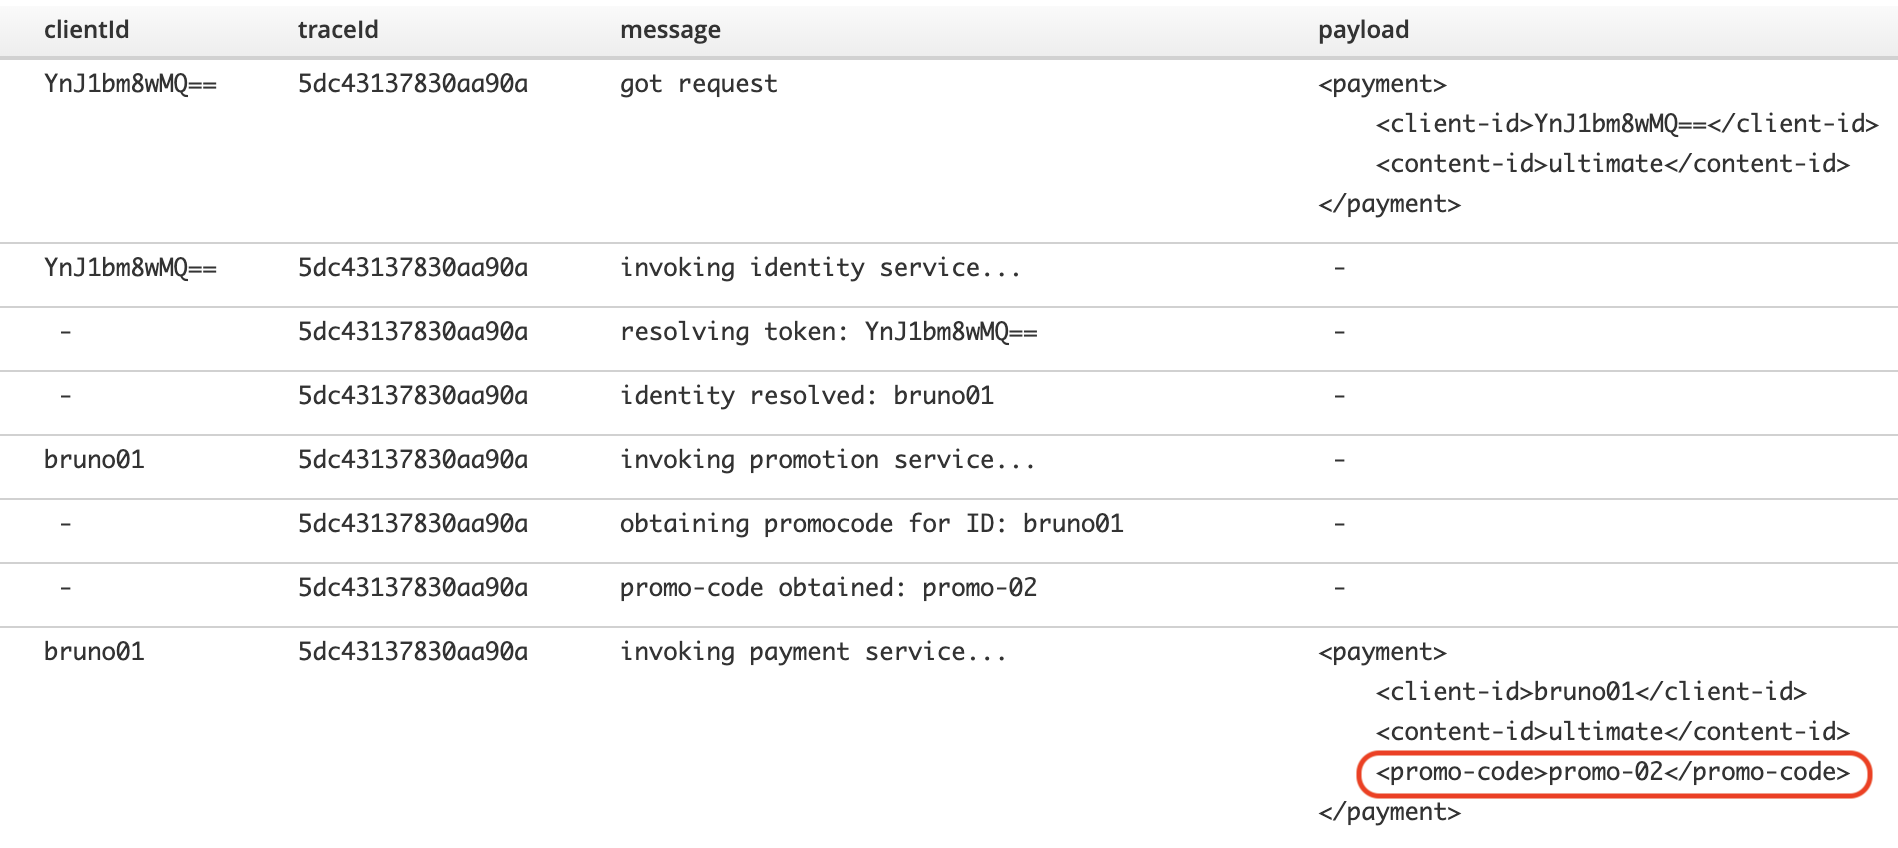 clientId traceId message payload
YnJ1bm8wMQ== 5dc43137830aa90a got request <payment>
<client-id>YnJ1bm8wMQ==</client-id>
<content-id>ultimate</content-id>
</payment>
YnJ1bm8wMQ== 5dc43137830aa90a invoking identity service... -
- 5dc43137830aa90a resolving token: YnJ1bm8wMQ== -
- 5dc43137830aa90a identity resolved: bruno01 -
bruno01 5dc43137830aa90a invoking promotion service... -
- 5dc43137830aa90a obtaining promocode for ID: bruno01 -
- 5dc43137830aa90a promo-code obtained: promo-02 -
bruno01 5dc43137830aa90a invoking payment service... <payment>
<client-id>bruno01</client-id>
<content-id>ultimate</content-id>
<promo-code>promo-02</promo-code>
</payment>